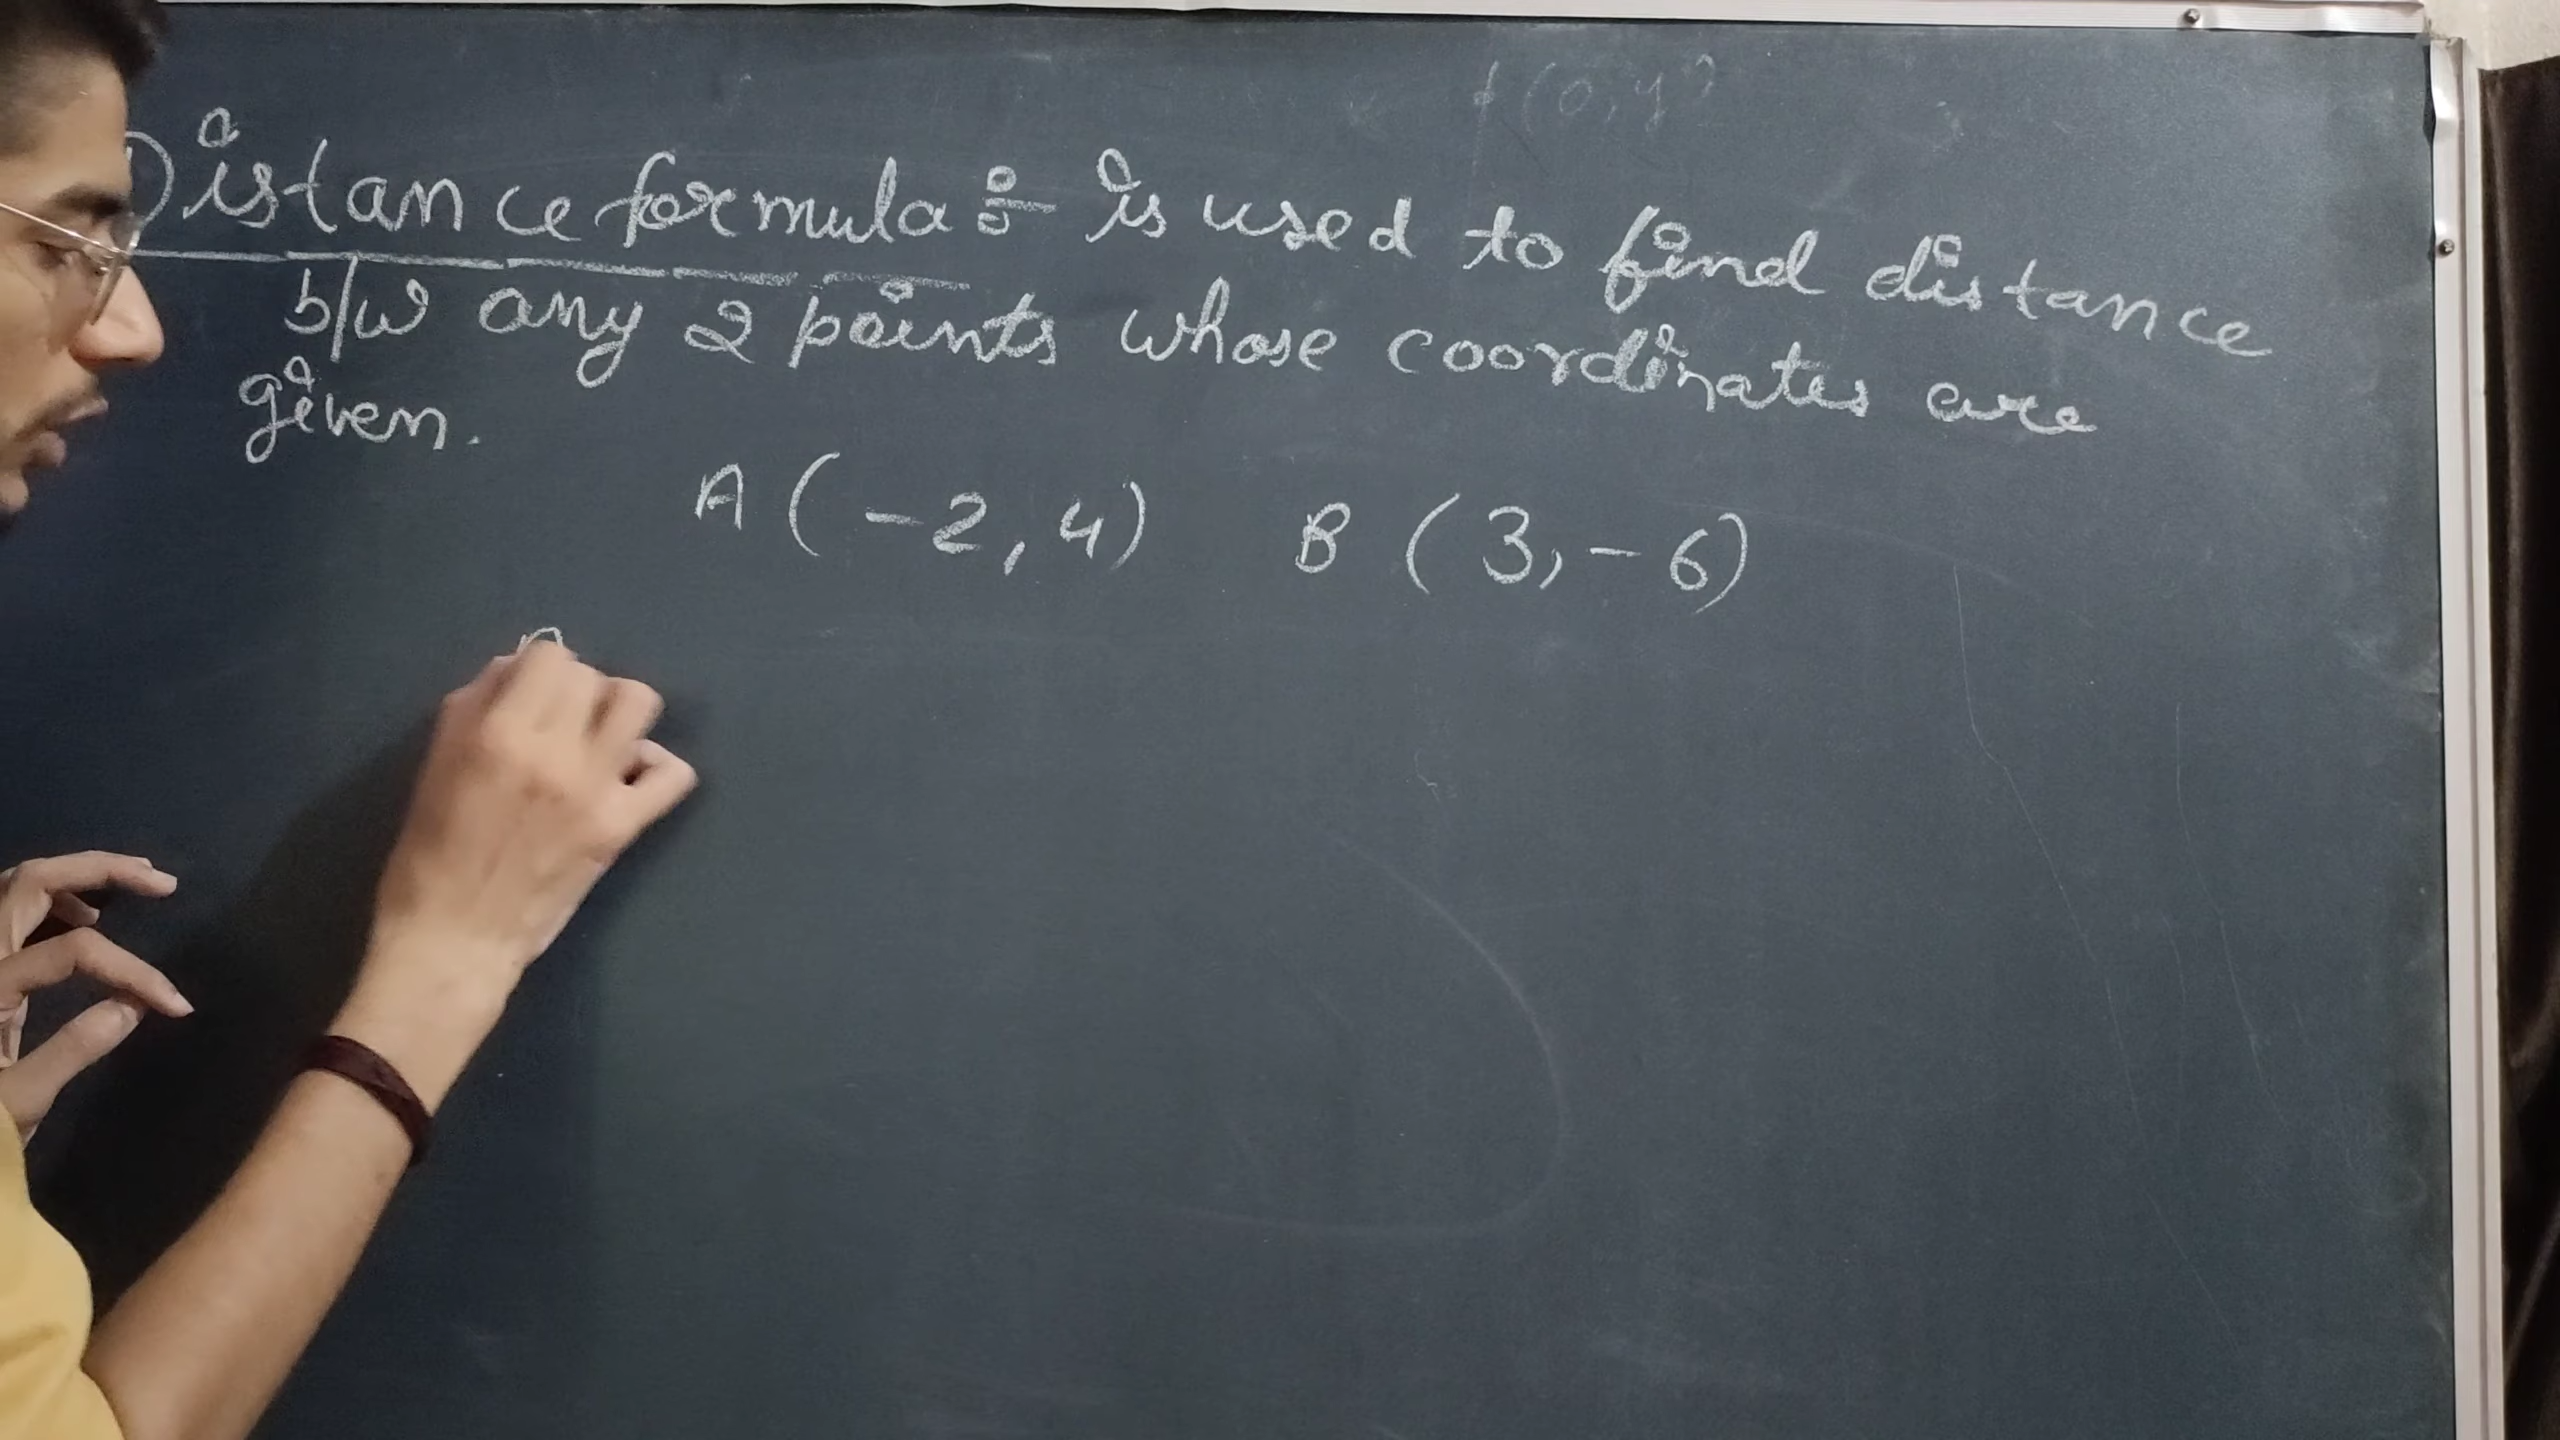 Distance formula :- is used to find distance
b/w any 2 points whose coordinates are
given.
A (-2, 4) B (3, -6)